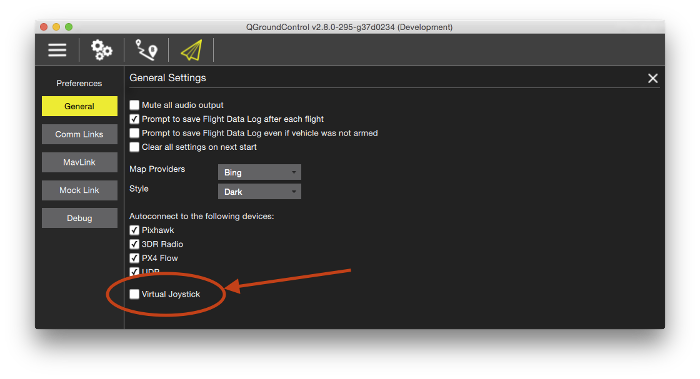 QGroundControl v2.8.0-295-g37d0234 (Development)
Preferences
General
Comm Links
MavLink
Mock Link
Debug
General Settings
Mute all audio output
Prompt to save Flight Data Log after each flight
Prompt to save Flight Data Log even if vehicle was not armed
Clear all settings on next start
Map Providers Bing
Style Dark
Autoconnect to the following devices:
Pixhawk
3DR Radio
PX4 Flow
UDP
Virtual Joystick